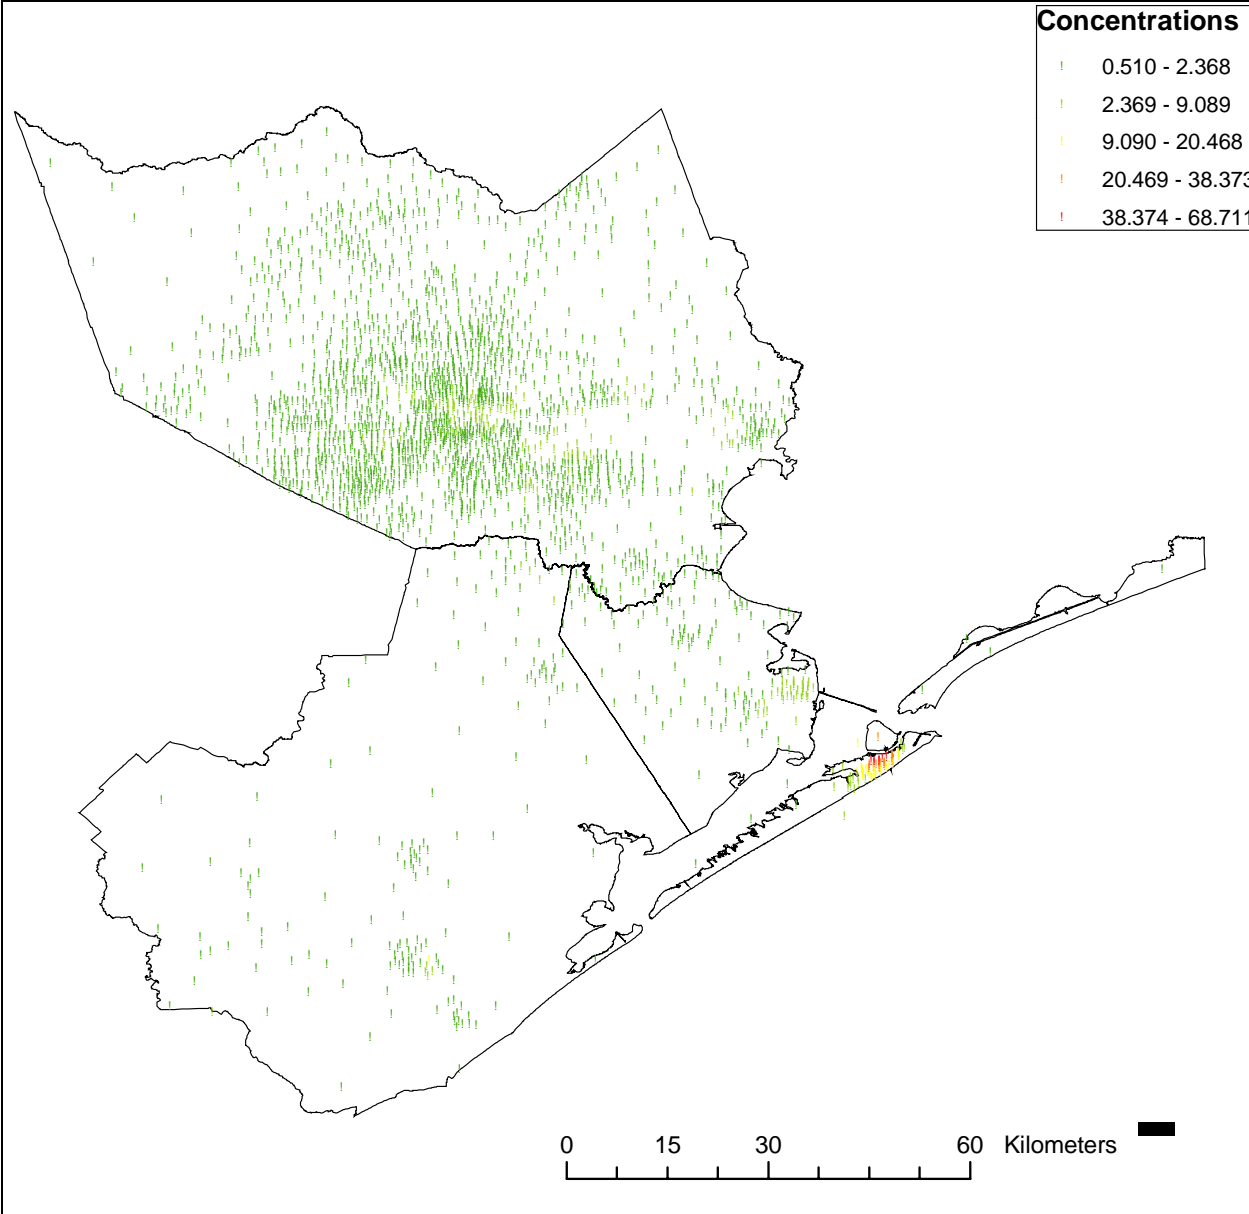 Concentrations
0.510 - 2.368
2.369 - 9.089
9.090 - 20.468
20.469 - 38.373
38.374 - 68.711
0 15 30 60 Kilometers